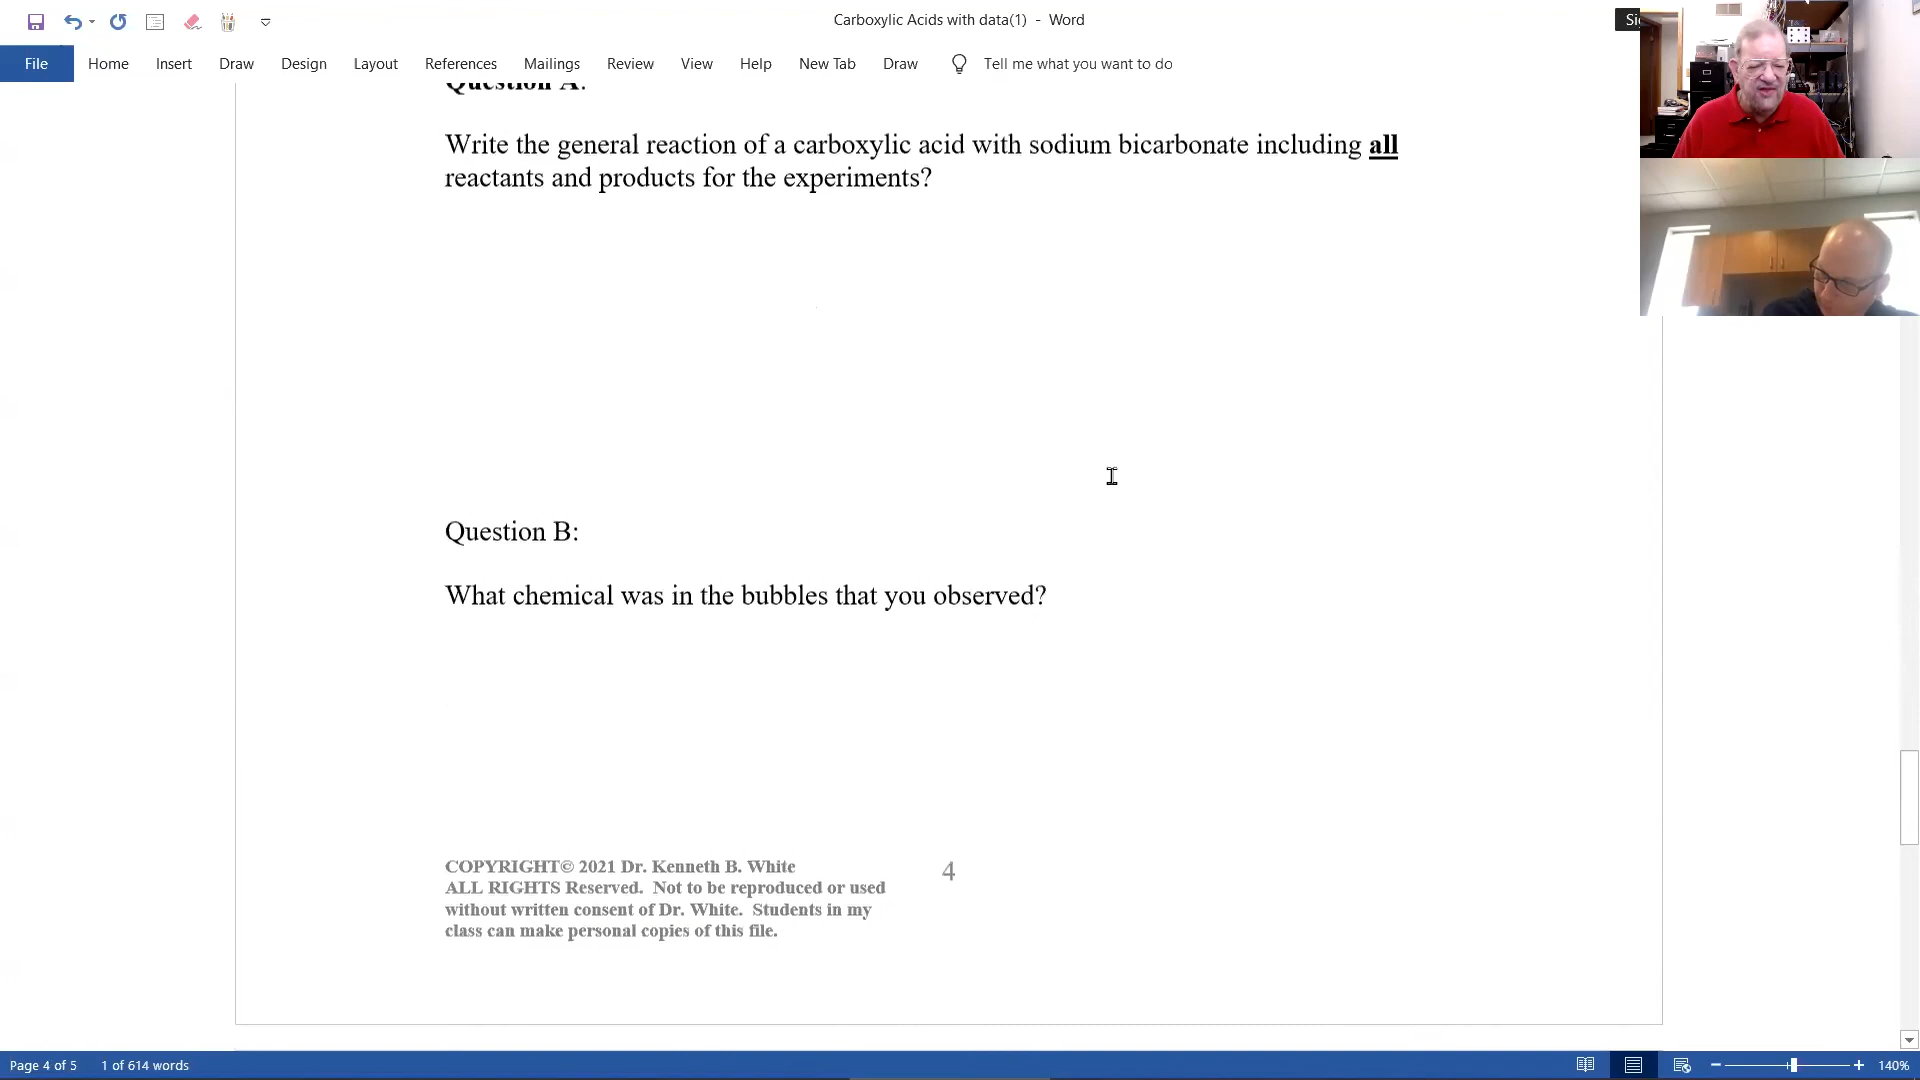 Carboxylic Acids with data(1) - Word
Si
File Home Insert Draw Design Layout References Mailings Review View Help New Tab Draw Tell me what you want to do
Question A:
Write the general reaction of a carboxylic acid with sodium bicarbonate including all
reactants and products for the experiments?
Question B:
What chemical was in the bubbles that you observed?
COPYRIGHT© 2021 Dr. Kenneth B. White
4
ALL RIGHTS Reserved. Not to be reproduced or used
without written consent of Dr. White. Students in my
class can make personal copies of this file.
Page 4 of 5 1 of 614 words
140%